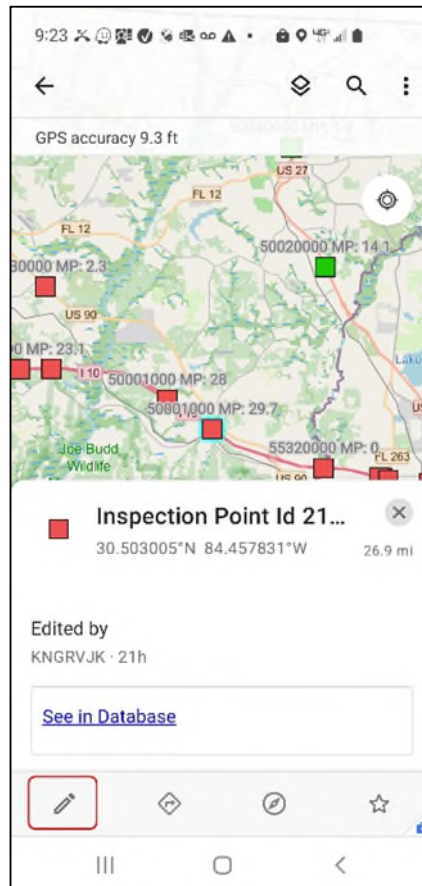 9:23
GPS accuracy 9.3 ft
US 27
FL 12
FL 12
50020000 MP: 14.1
30000 MP: 2.3
US 90
MP: 23.1
I 10
50001000 MP: 28
50001000 MP: 29.7
Joe Budd
Wildlife
55320000 MP: 0
FL 263
US 90
Inspection Point Id 21...
30.503005°N 84.457831°W
26.9 mi
Edited by
KNGRVJK · 21h
See in Database